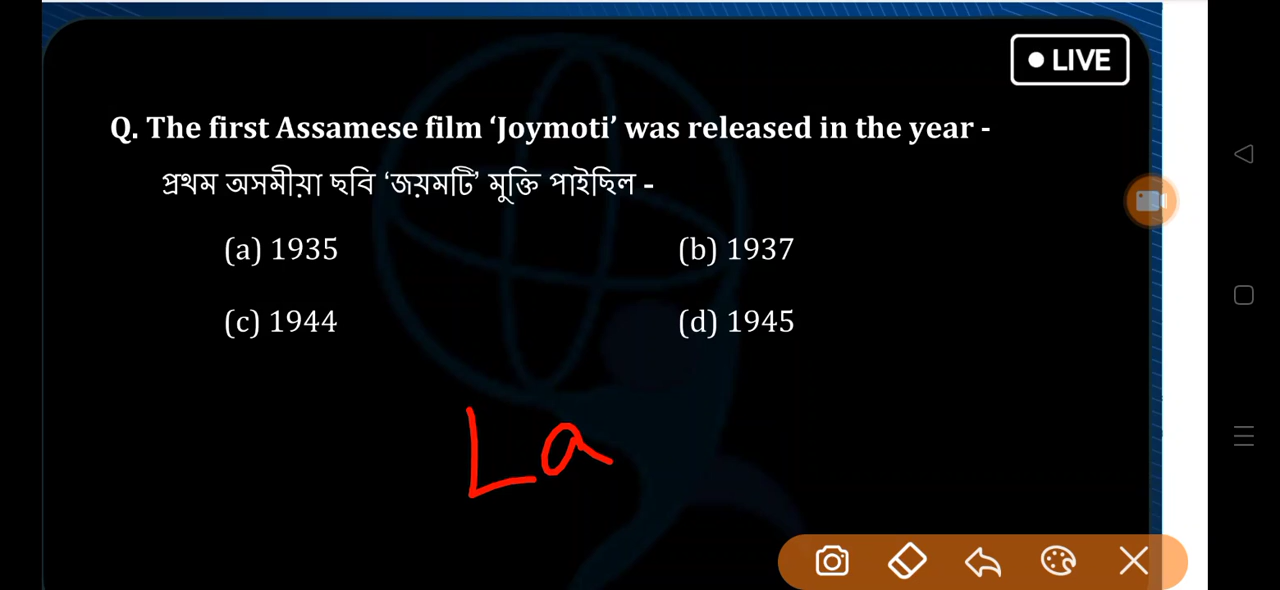 ● LIVE
Q. The first Assamese film ‘Joymoti’ was released in the year -
প্ৰথম অসমীয়া ছবি ‘জয়মটি’ মুক্তি পাইছিল -
(a) 1935 (b) 1937
(c) 1944 (d) 1945
La